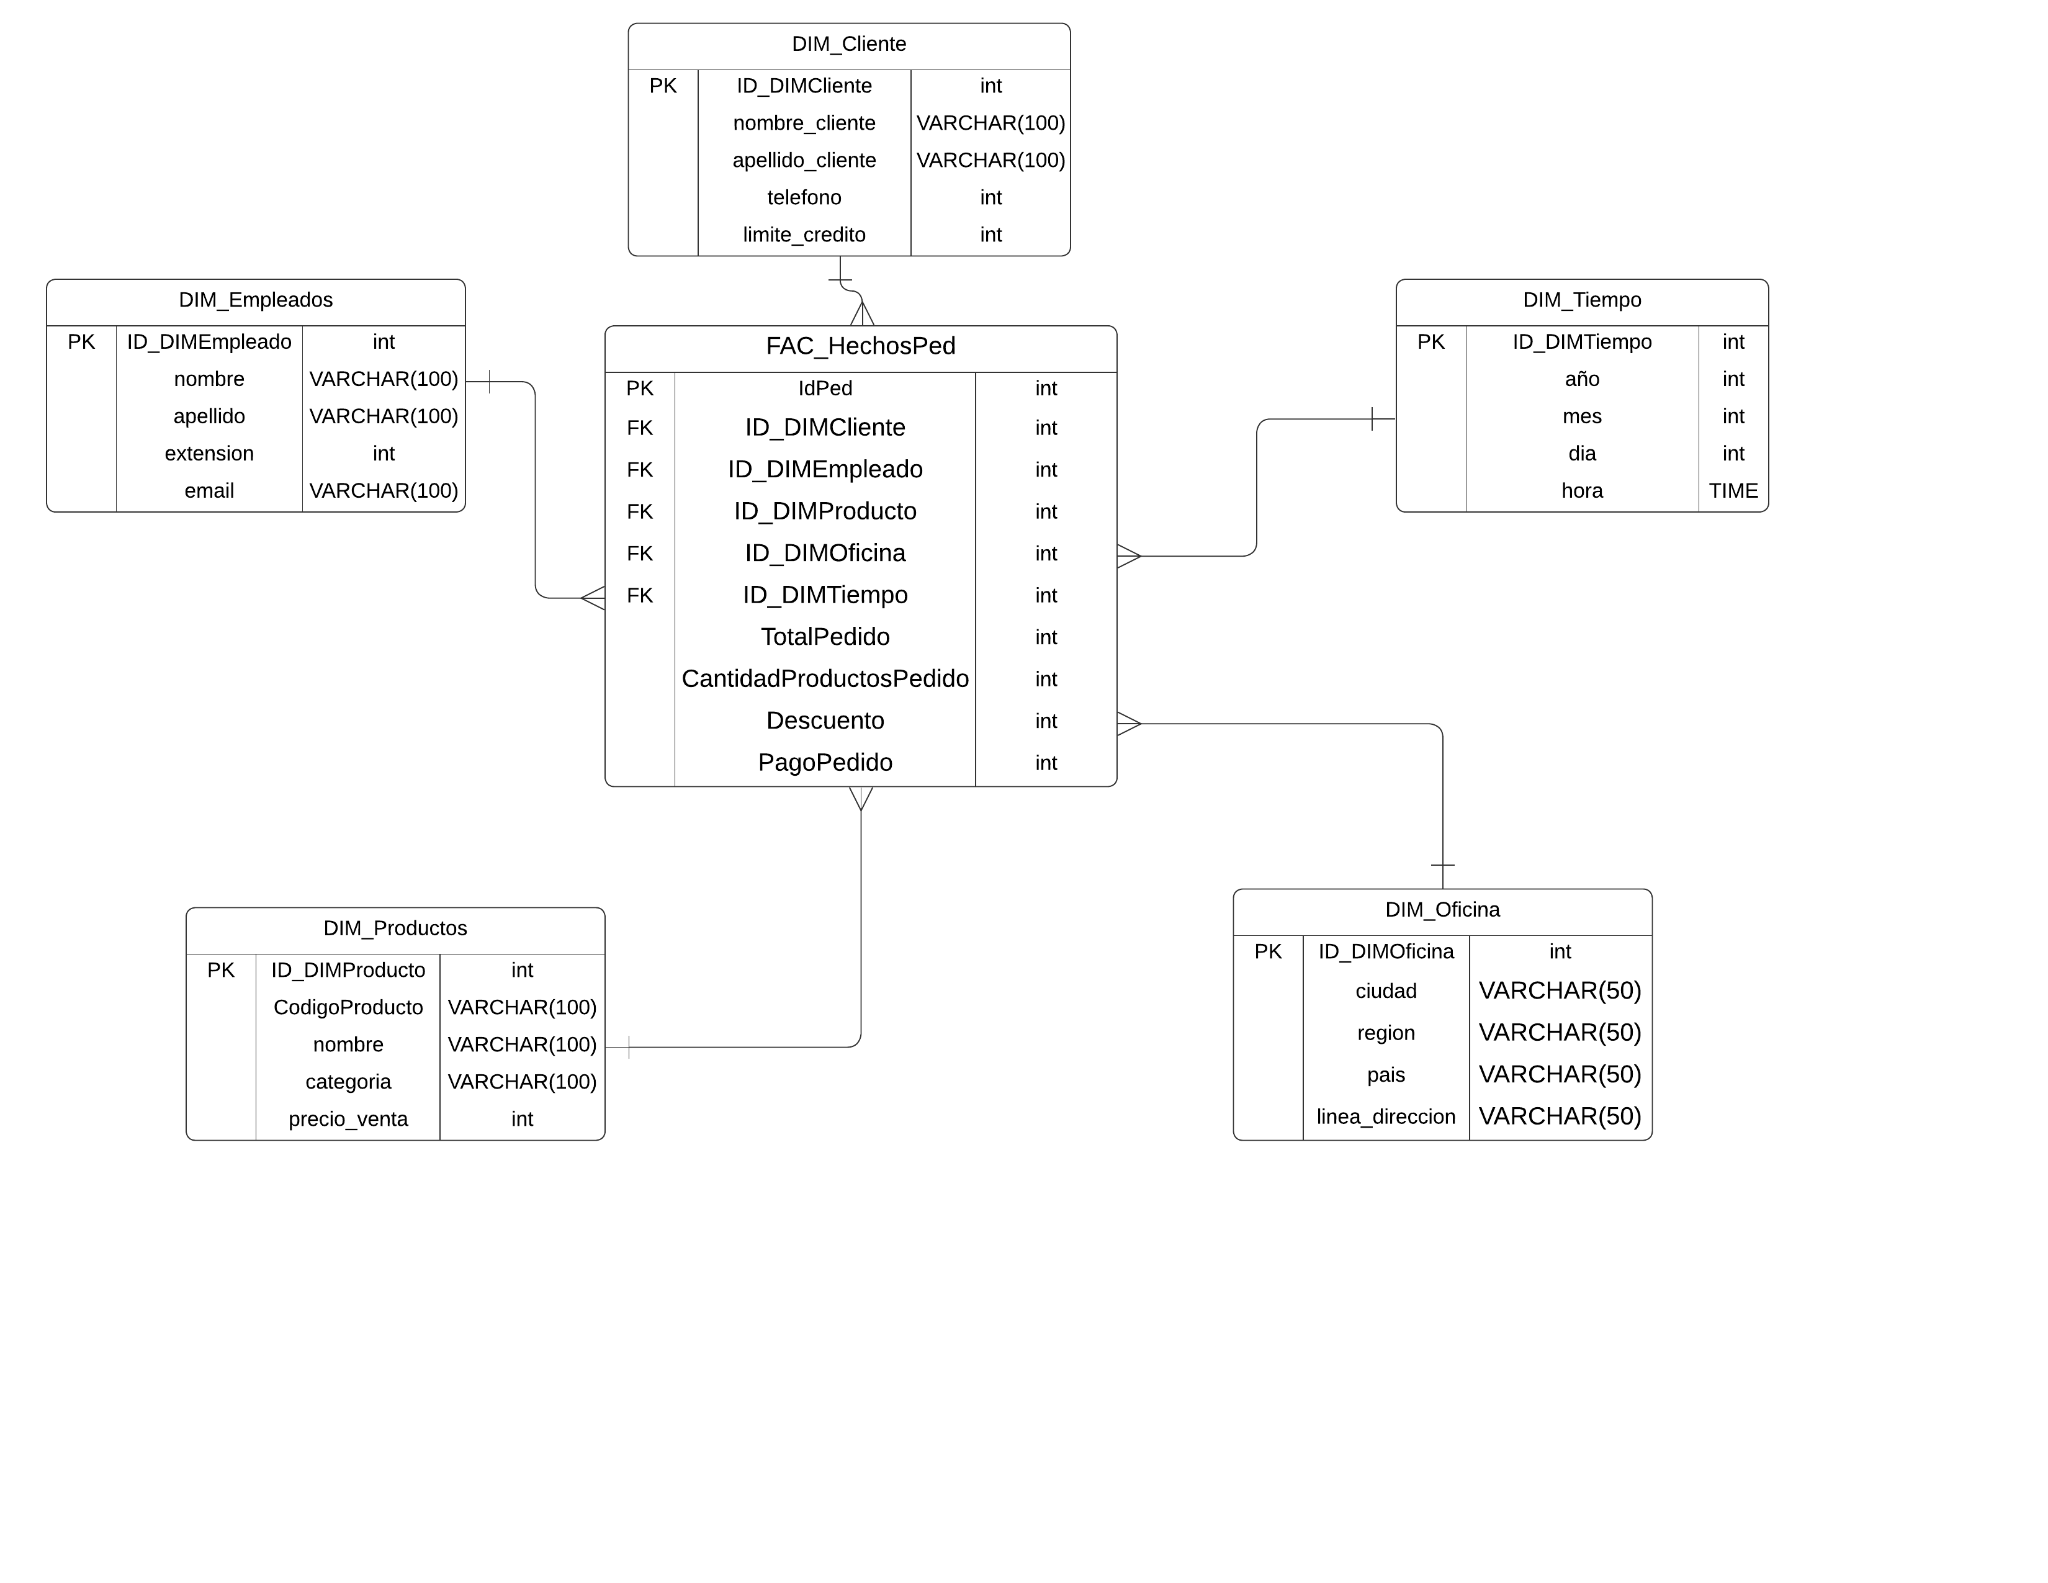 DIM_Cliente
PK ID_DIMCliente int
nombre_cliente VARCHAR(100)
apellido_cliente VARCHAR(100)
telefono int
limite_credito int
DIM_Empleados
PK ID_DIMEmpleado int
nombre VARCHAR(100)
apellido VARCHAR(100)
extension int
email VARCHAR(100)
FAC_HechosPed
PK IdPed int
FK ID_DIMCliente int
FK ID_DIMEmpleado int
FK ID_DIMProducto int
FK ID_DIMOficina int
FK ID_DIMTiempo int
TotalPedido int
CantidadProductosPedido int
Descuento int
PagoPedido int
DIM_Tiempo
PK ID_DIMTiempo int
año int
mes int
dia int
hora TIME
DIM_Productos
PK ID_DIMProducto int
CodigoProducto VARCHAR(100)
nombre VARCHAR(100)
categoria VARCHAR(100)
precio_venta int
DIM_Oficina
PK ID_DIMOficina int
ciudad VARCHAR(50)
region VARCHAR(50)
pais VARCHAR(50)
linea_direccion VARCHAR(50)